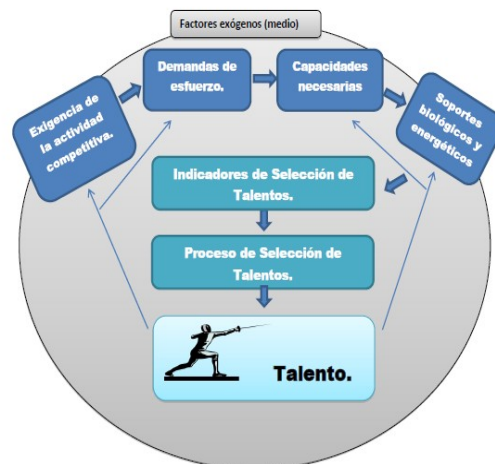 Factores exógenos (medio)
Exigencia de
la actividad
competitiva.
Demandas de
esfuerzo.
Capacidades
necesarias
Soportes
biológicos y
energéticos
Indicadores de Selección de
Talentos.
Proceso de Selección de
Talentos.
Talento.